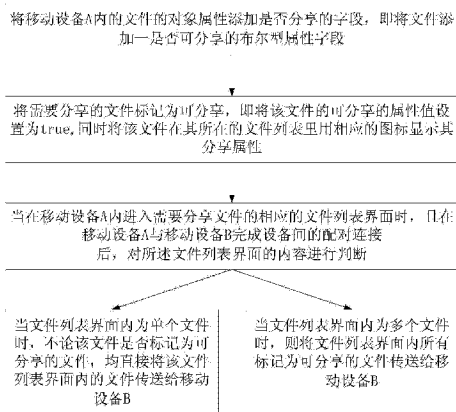 将移动设备A内的文件的对象属性添加是否分享的字段，即将文件添
加一是否可分享的布尔型属性字段
将需要分享的文件标记为可分享，即将该文件的可分享的属性值设
置为true,同时将该文件在其所在的文件列表里用相应的图标显示其
分享属性
当在移动设备A内进入需要分享文件的相应的文件列表界面时，且在
移动设备A与移动设备B完成设备间的配对连接
后，对所述文件列表界面的内容进行判断
当文件列表界面内为单个文件
时，不论该文件是否标记为可
分享的文件，均直接将该文件
列表界面内的文件传送给移动
设备B
当文件列表界面内为多个文件
时，则将文件列表界面内所有
标记为可分享的文件传送给移
动设备B